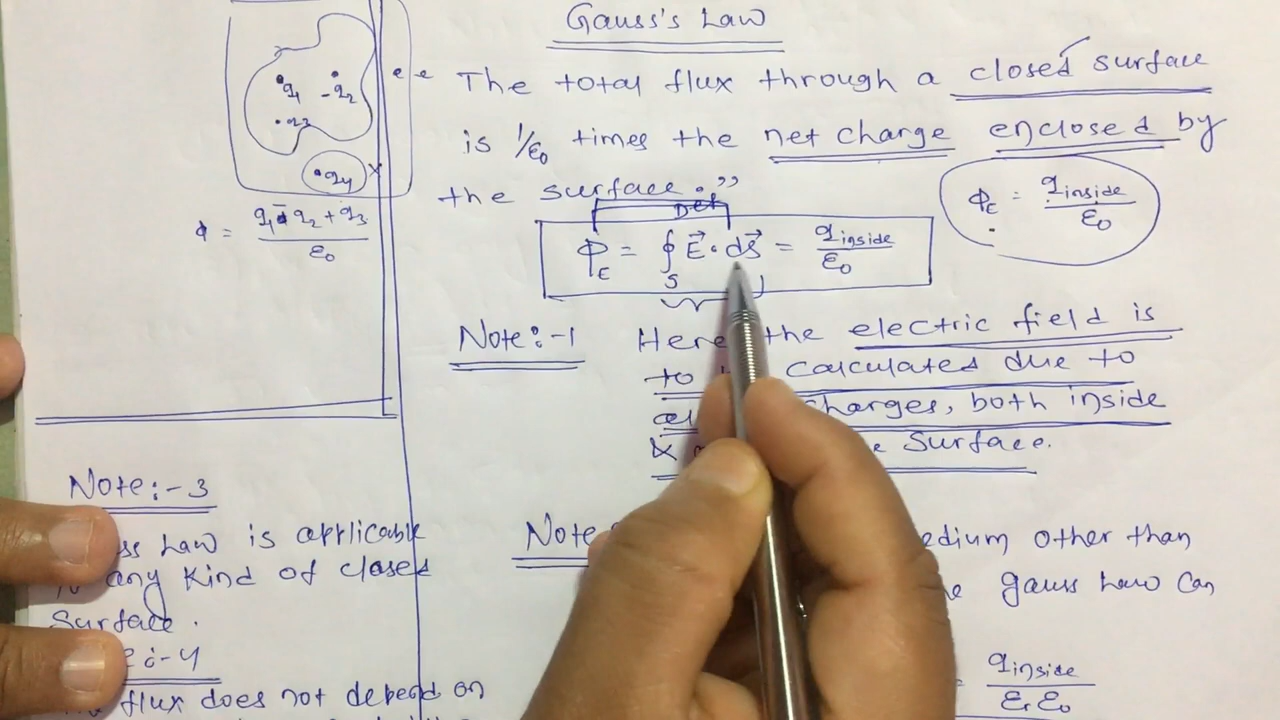 Gauss's Law
"The total flux through a closed surface
is 1/ε₀ times the net charge enclosed by
the surface."
Def
Φ_E = ∮_S E⃗·ds⃗ = q_inside/ε₀
Φ_E = q_inside/ε₀
Note:-1 Here the electric field is
to calculated due to
charges, both inside
& surface.
Note
edium other than
gauss Law can
q_inside/ε_r ε₀
•q₁ •-q₂
•q₃
•q₄
Φ = q₁ - q₂ + q₃/ε₀
Note:-3
ss Law is applicable
any kind of closed
surface.
:-4
flux does not depend on